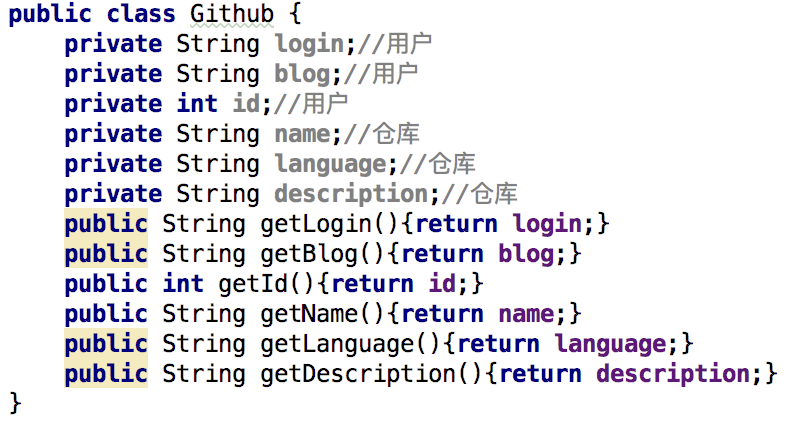 public class Github {
    private String login;//用户
    private String blog;//用户
    private int id;//用户
    private String name;//仓库
    private String language;//仓库
    private String description;//仓库
    public String getLogin(){return login;}
    public String getBlog(){return blog;}
    public int getId(){return id;}
    public String getName(){return name;}
    public String getLanguage(){return language;}
    public String getDescription(){return description;}
}